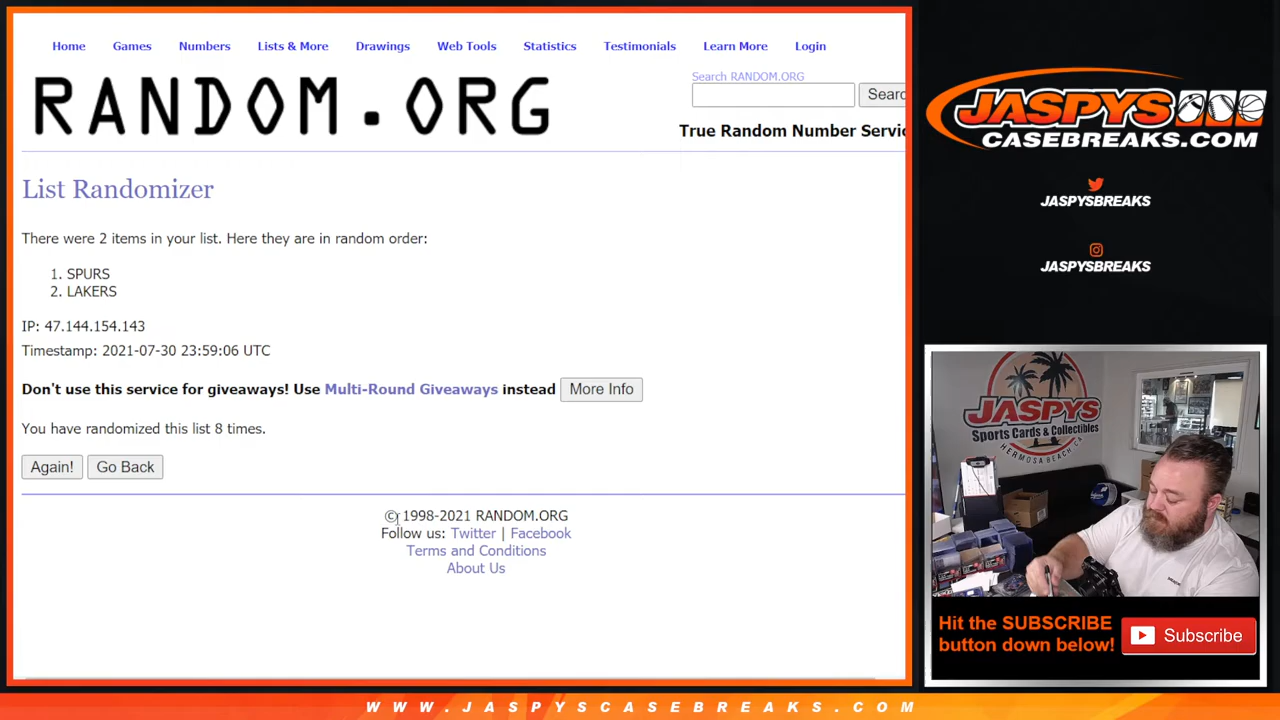 Home Games Numbers Lists & More Drawings Web Tools Statistics Testimonials Learn More Login
RANDOM.ORG
Search RANDOM.ORG
True Random Number Servic
List Randomizer
There were 2 items in your list. Here they are in random order:
1. SPURS
2. LAKERS
IP: 47.144.154.143
Timestamp: 2021-07-30 23:59:06 UTC
Don't use this service for giveaways! Use Multi-Round Giveaways instead More Info
You have randomized this list 8 times.
Again! Go Back
© 1998-2021 RANDOM.ORG
Follow us: Twitter | Facebook
Terms and Conditions
About Us
JASPYS
CASEBREAKS.COM
JASPYSBREAKS
JASPYSBREAKS
JASPYS
Sports Cards & Collectibles
HERMOSA BEACH, CA
Hit the SUBSCRIBE
button down below!
Subscribe
WWW.JASPYSCASEBREAKS.COM